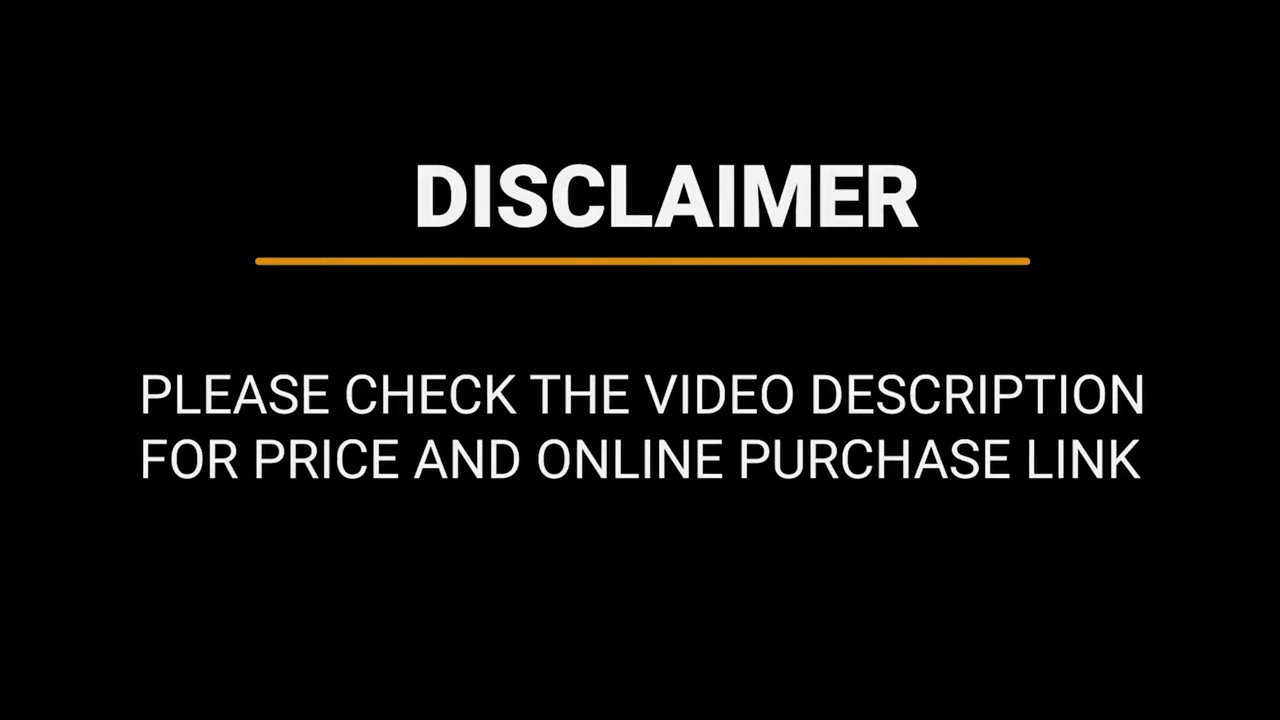 DISCLAIMER
PLEASE CHECK THE VIDEO DESCRIPTION
FOR PRICE AND ONLINE PURCHASE LINK